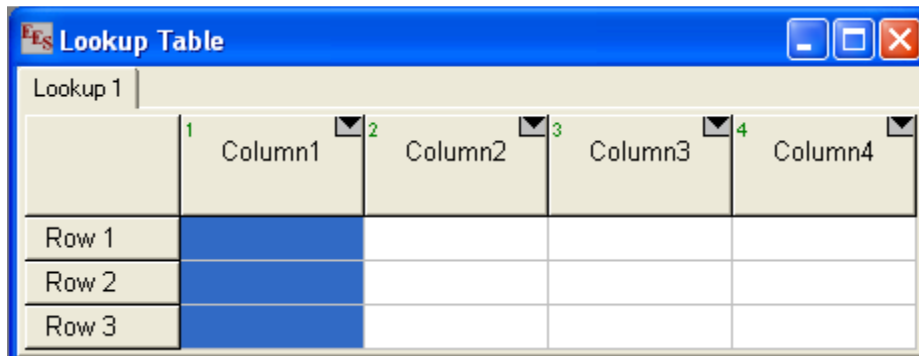 EES Lookup Table
Lookup 1
1 Column1 2 Column2 3 Column3 4 Column4
Row 1
Row 2
Row 3